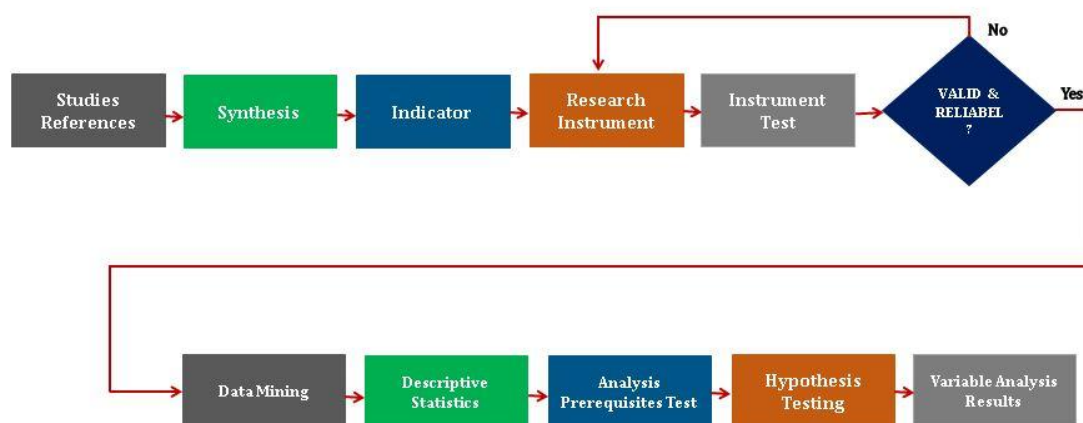 No
Studies
References
Synthesis
Indicator
Research
Instrument
Instrument
Test
VALID &
RELIABEL
?
Yes
Data Mining
Descriptive
Statistics
Analysis
Prerequisites Test
Hypothesis
Testing
Variable Analysis
Results